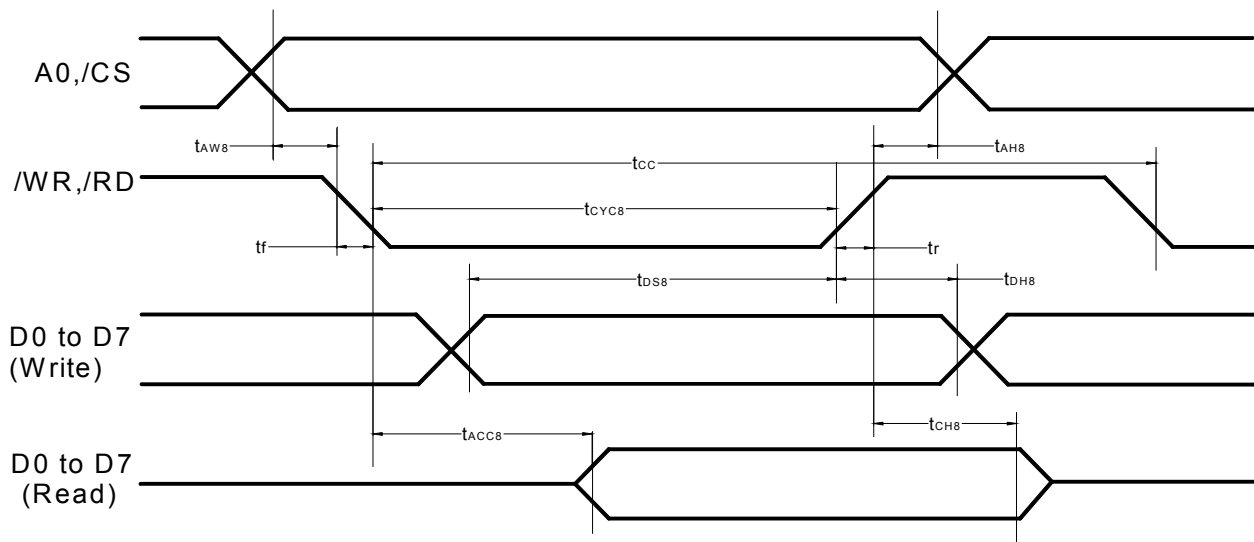 A0,/CS
tAW8
tCC
tAH8
/WR,/RD
tCYC8
tf
tr
tDS8
tDH8
D0 to D7
(Write)
tACC8
tCH8
D0 to D7
(Read)